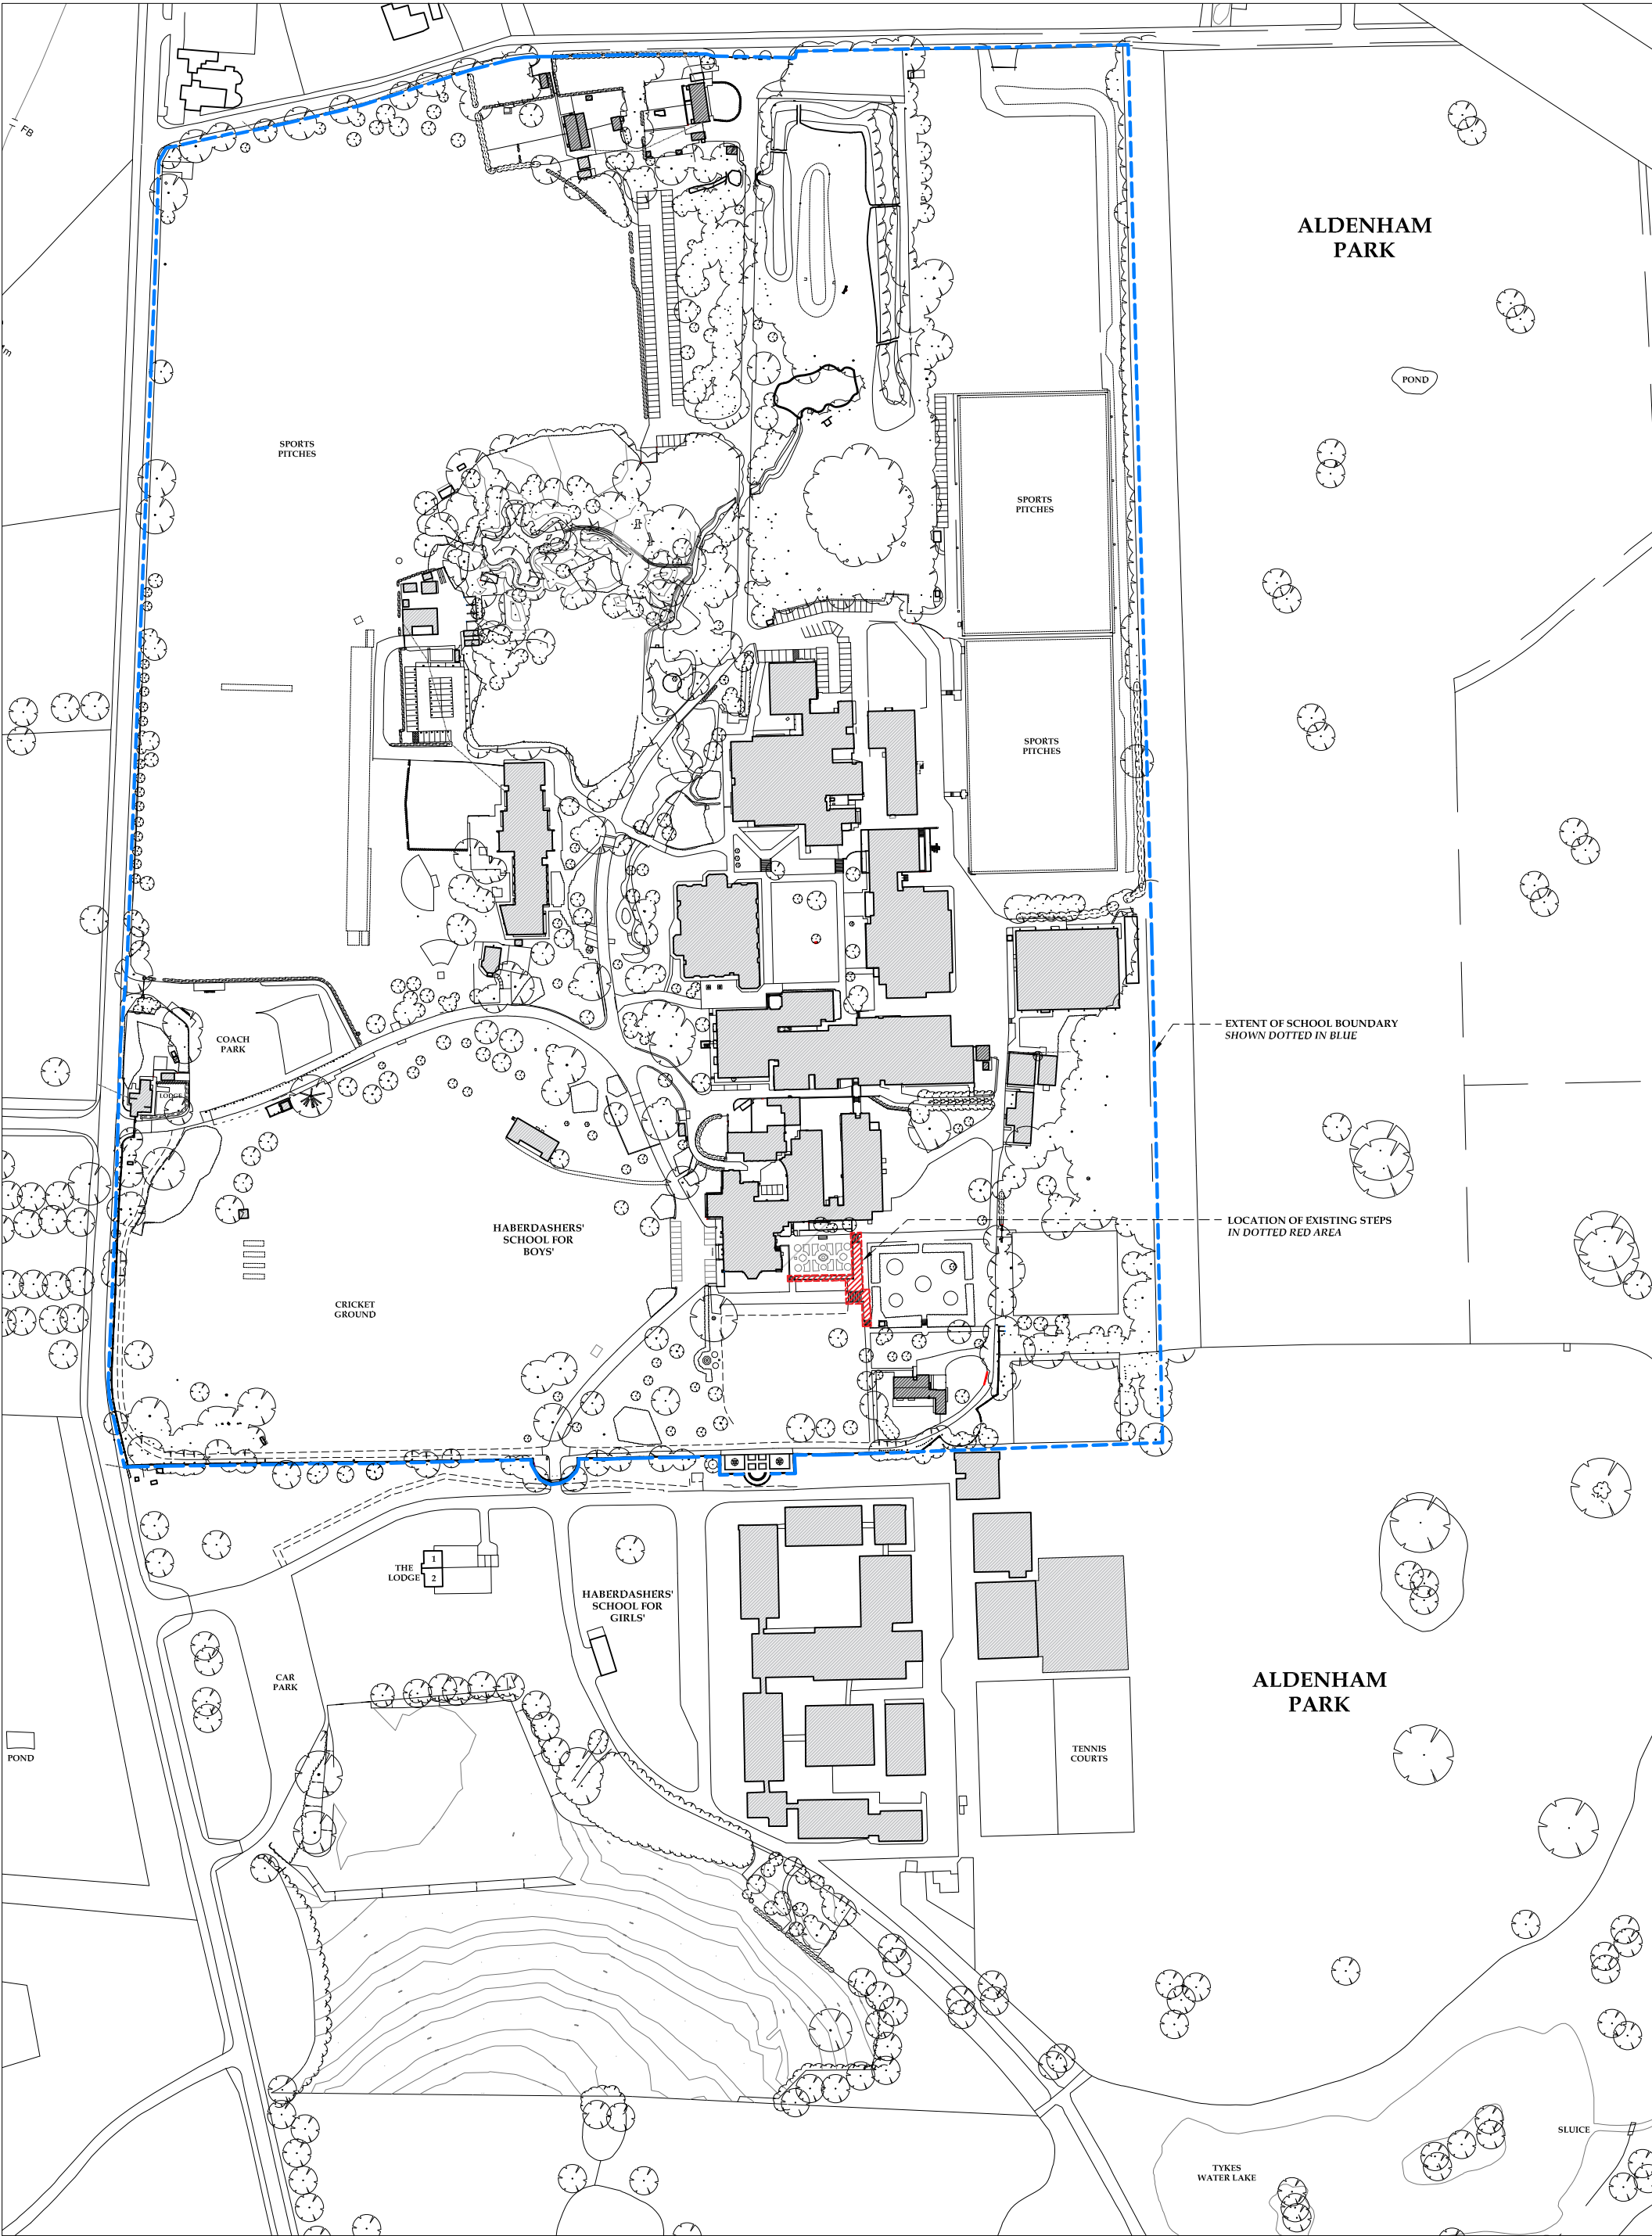 FB
ALDENHAM
PARK
POND
SPORTS
PITCHES
SPORTS
PITCHES
SPORTS
PITCHES
COACH
PARK
LODGE
EXTENT OF SCHOOL BOUNDARY
SHOWN DOTTED IN BLUE
HABERDASHERS'
SCHOOL FOR
BOYS'
LOCATION OF EXISTING STEPS
IN DOTTED RED AREA
CRICKET
GROUND
THE
LODGE
1
2
HABERDASHERS'
SCHOOL FOR
GIRLS'
CAR
PARK
ALDENHAM
PARK
POND
TENNIS
COURTS
SLUICE
TYKES
WATER LAKE